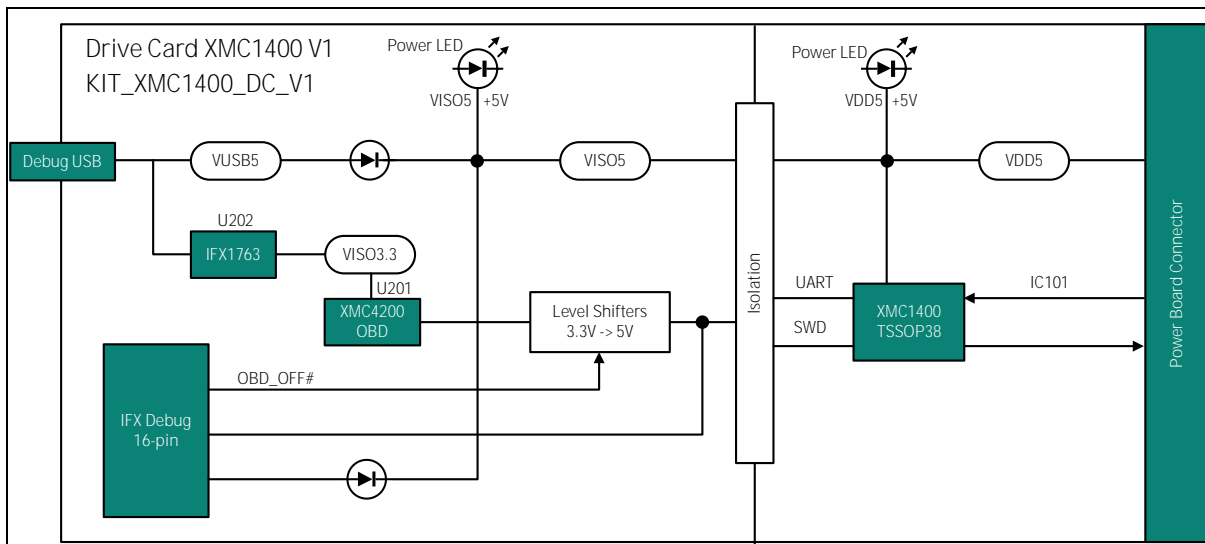 Drive Card XMC1400 V1
KIT_XMC1400_DC_V1
Power LED
VISO5 +5V
Power LED
VDD5 +5V
Debug USB
VUSB5
VISO5
VDD5
U202
IFX1763
VISO3.3
U201
XMC4200
OBD
Level Shifters
3.3V -> 5V
Isolation
UART
SWD
XMC1400
TSSOP38
IC101
Power Board Connector
OBD_OFF#
IFX Debug
16-pin